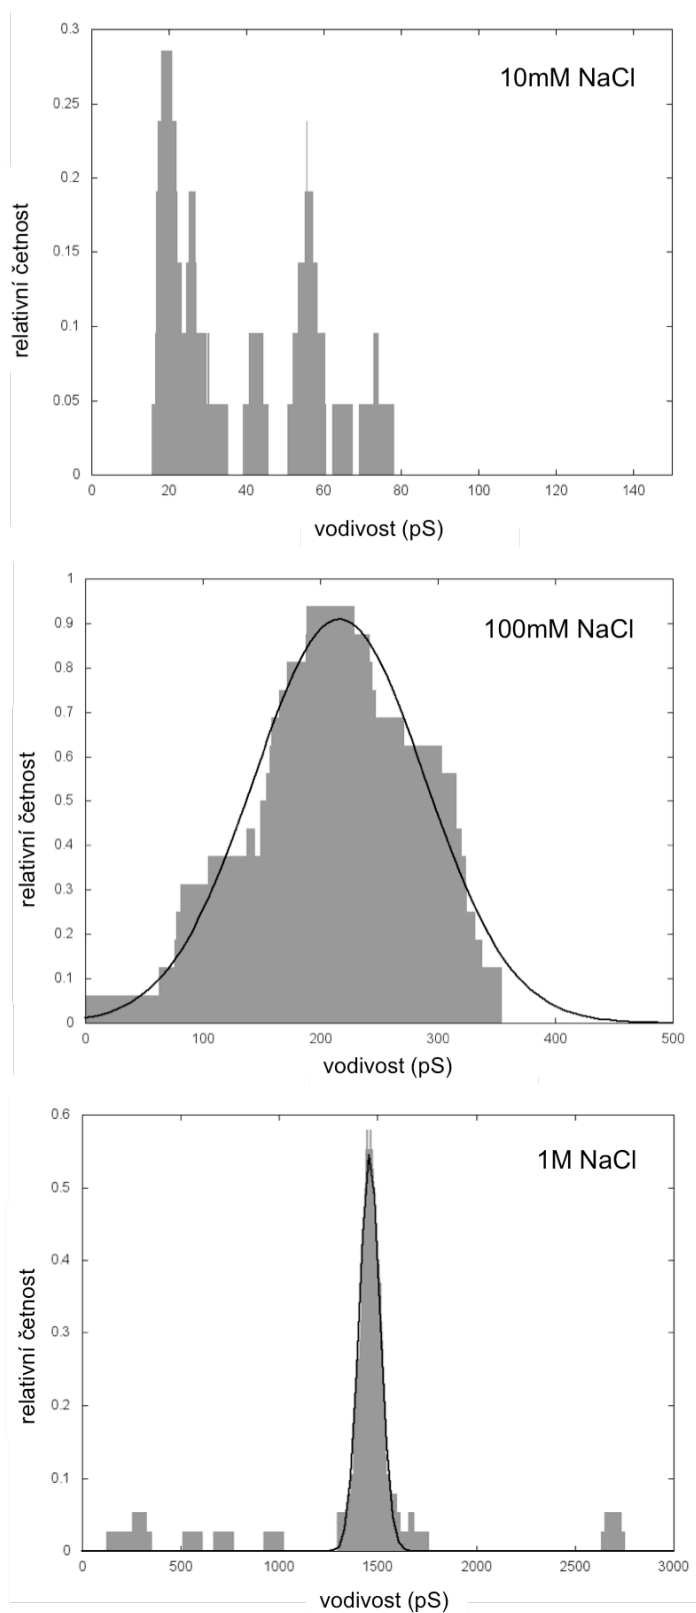 0.3
10mM NaCl
0.25
0.2
0.15
0.1
0.05
0
relativní četnost
0 20 40 60 80 100 120 140
vodivost (pS)
1
100mM NaCl
0.9
0.8
0.7
0.6
0.5
0.4
0.3
0.2
0.1
0
relativní četnost
0 100 200 300 400 500
vodivost (pS)
0.6
1M NaCl
0.5
0.4
0.3
0.2
0.1
0
relativní četnost
0 500 1000 1500 2000 2500 3000
vodivost (pS)